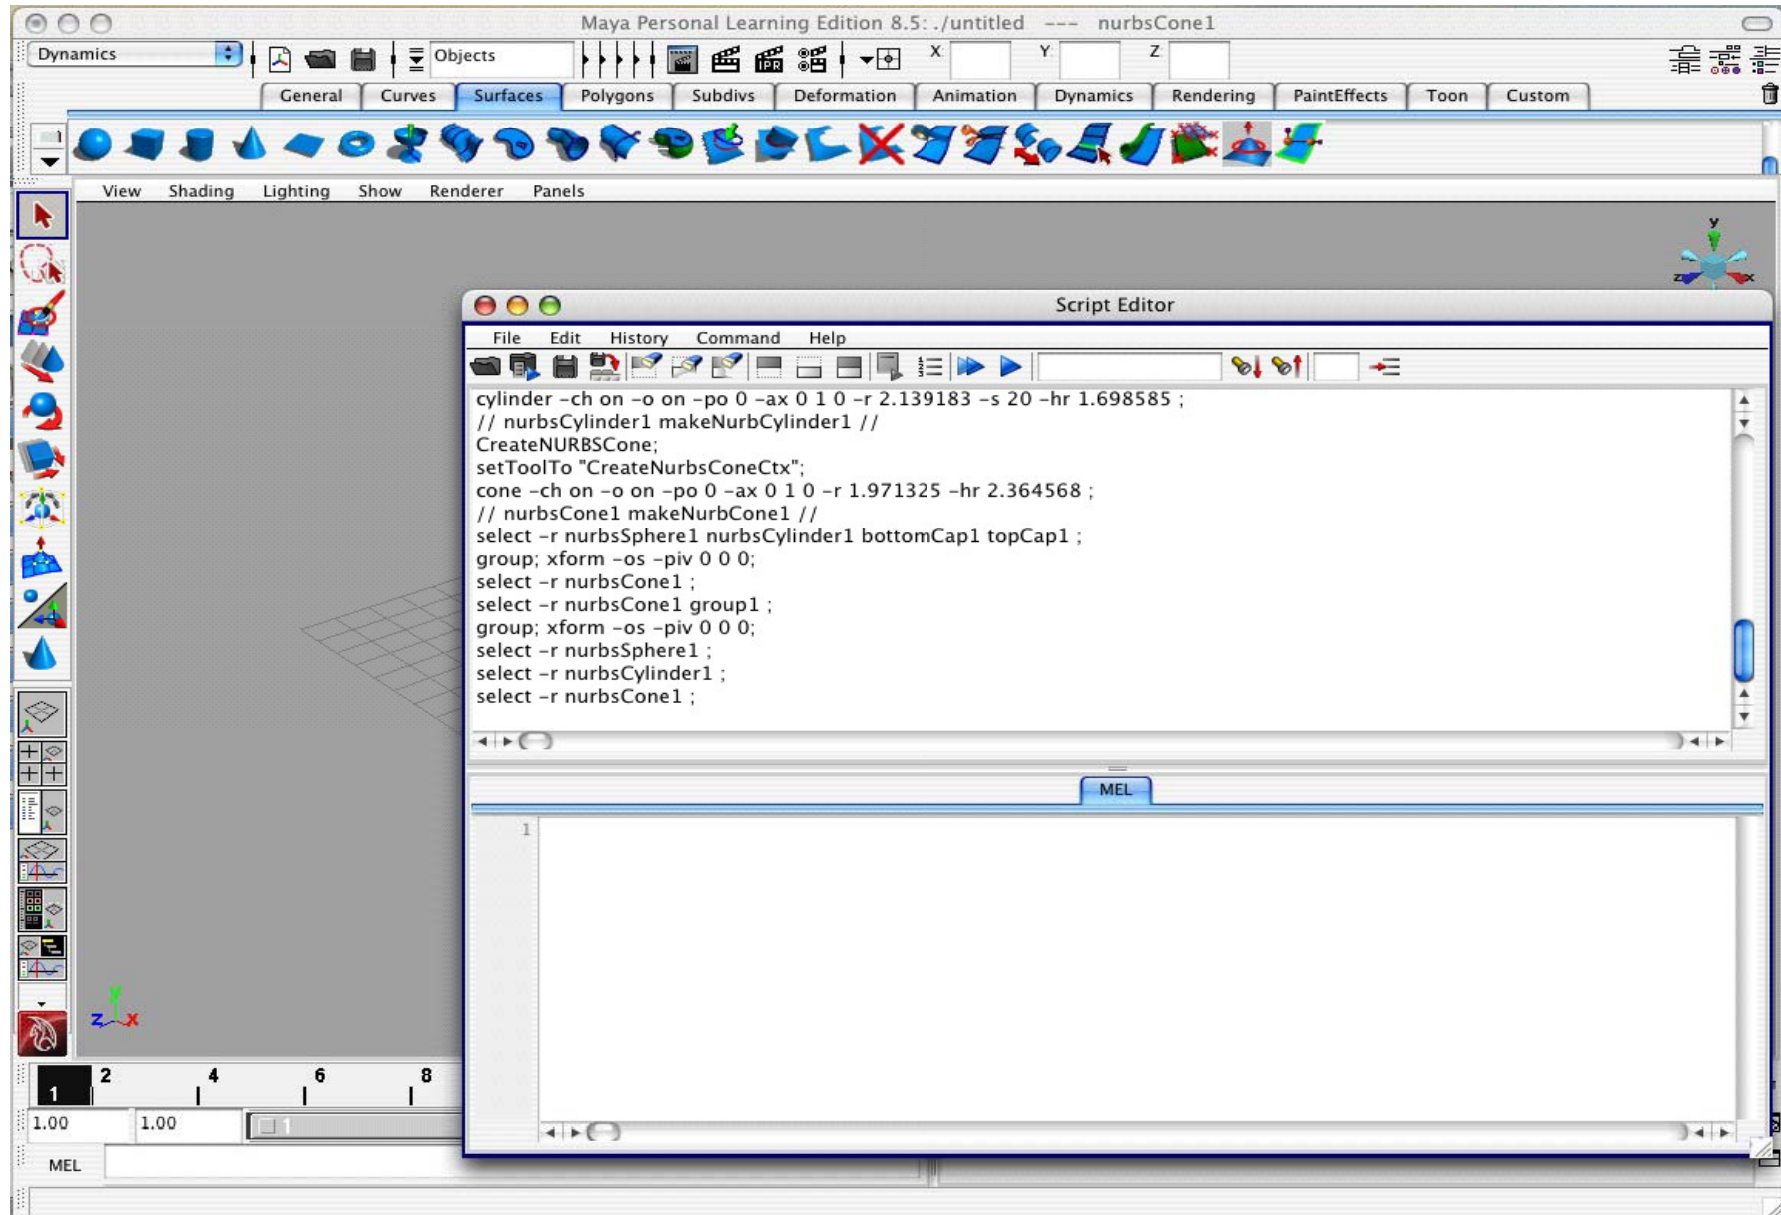 Maya Personal Learning Edition 8.5: ./untitled --- nurbsCone1
Dynamics
Objects
IPR
X
Y:
Z
General Curves Surfaces Polygons Subdivs Deformation Animation Dynamics Rendering PaintEffects Toon Custom
View Shading Lighting Show Renderer Panels
y
z x
Script Editor
File Edit History Command Help
cylinder -ch on -o on -po 0 -ax 0 1 0 -r 2.139183 -s 20 -hr 1.698585 ;
// nurbsCylinder1 makeNurbCylinder1 //
CreateNURBSCone;
setToolTo "CreateNurbsConeCtx";
cone -ch on -o on -po 0 -ax 0 1 0 -r 1.971325 -hr 2.364568 ;
// nurbsCone1 makeNurbCone1 //
select -r nurbsSphere1 nurbsCylinder1 bottomCap1 topCap1 ;
group; xform -os -piv 0 0 0;
select -r nurbsCone1 ;
select -r nurbsCone1 group1 ;
group; xform -os -piv 0 0 0;
select -r nurbsSphere1 ;
select -r nurbsCylinder1 ;
select -r nurbsCone1 ;
MEL
1
y
z x
1 2 4 6 8
1.00 1.00 1
MEL